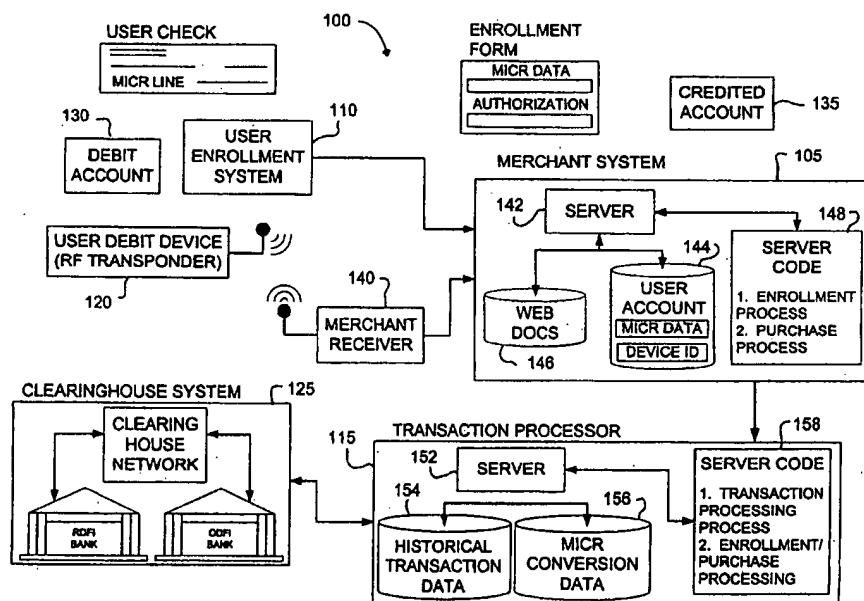 USER CHECK
MICR LINE
100
ENROLLMENT
FORM
MICR DATA
AUTHORIZATION
CREDITED
ACCOUNT
135
130
DEBIT
ACCOUNT
110
USER
ENROLLMENT
SYSTEM
MERCHANT SYSTEM
105
142
SERVER
148
SERVER
CODE
1. ENROLLMENT
PROCESS
2. PURCHASE
PROCESS
144
USER
ACCOUNT
MICR DATA
DEVICE ID
WEB
DOCS
146
USER DEBIT DEVICE
(RF TRANSPONDER)
120
140
MERCHANT
RECEIVER
CLEARINGHOUSE SYSTEM
125
CLEARING
HOUSE
NETWORK
RDFI
BANK
ODFI
BANK
TRANSACTION PROCESSOR
115
152
SERVER
154
HISTORICAL
TRANSACTION
DATA
156
MICR
CONVERSION
DATA
158
SERVER CODE
1. TRANSACTION
PROCESSING
PROCESS
2. ENROLLMENT/
PURCHASE
PROCESSING